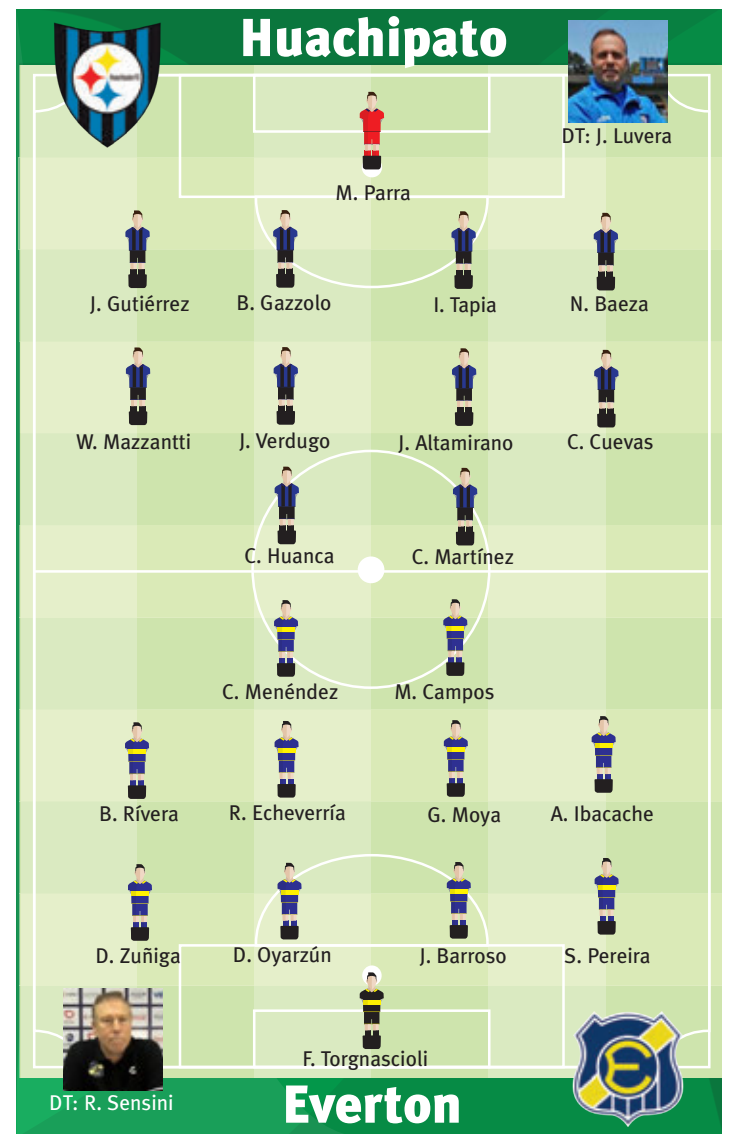 Huachipato
DT: J. Luvera
M. Parra
J. Gutiérrez
B. Gazzolo
I. Tapia
N. Baeza
W. Mazzantti
J. Verdugo
J. Altamirano
C. Cuevas
C. Huanca
C. Martínez
C. Menéndez
M. Campos
B. Rívera
R. Echeverría
G. Moya
A. Ibacache
D. Zuñiga
D. Oyarzún
J. Barroso
S. Pereira
F. Torgnascioli
DT: R. Sensini
Everton